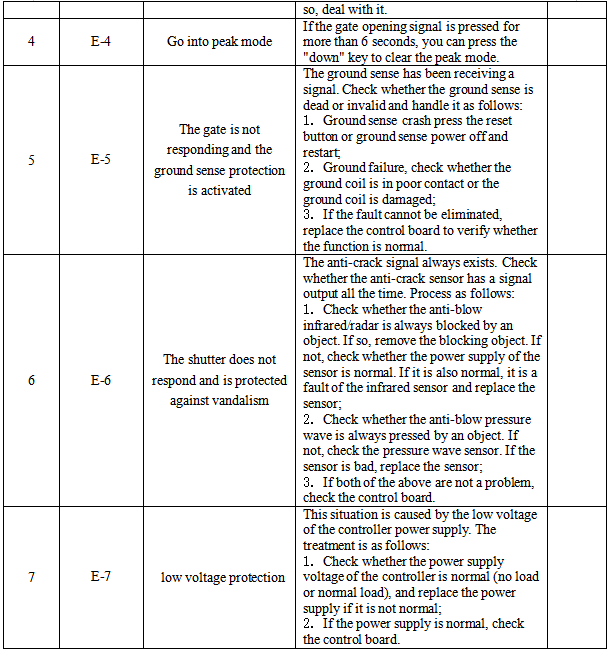 so, deal with it.
4
E-4
Go into peak mode
If the gate opening signal is pressed for
more than 6 seconds, you can press the
"down" key to clear the peak mode.
5
E-5
The gate is not
responding and the
ground sense protection
is activated
The ground sense has been receiving a
signal. Check whether the ground sense is
dead or invalid and handle it as follows:
1. Ground sense crash press the reset
button or ground sense power off and
restart;
2. Ground failure, check whether the
ground coil is in poor contact or the
ground coil is damaged;
3. If the fault cannot be eliminated,
replace the control board to verify whether
the function is normal.
6
E-6
The shutter does not
respond and is protected
against vandalism
The anti-crack signal always exists. Check
whether the anti-crack sensor has a signal
output all the time. Process as follows:
1. Check whether the anti-blow
infrared/radar is always blocked by an
object. If so, remove the blocking object. If
not, check whether the power supply of the
sensor is normal. If it is also normal, it is a
fault of the infrared sensor and replace the
sensor;
2. Check whether the anti-blow pressure
wave is always pressed by an object. If
not, check the pressure wave sensor. If the
sensor is bad, replace the sensor;
3. If both of the above are not a problem,
check the control board.
7
E-7
low voltage protection
This situation is caused by the low voltage
of the controller power supply. The
treatment is as follows:
1. Check whether the power supply
voltage of the controller is normal (no load
or normal load), and replace the power
supply if it is not normal;
2. If the power supply is normal, check
the control board.